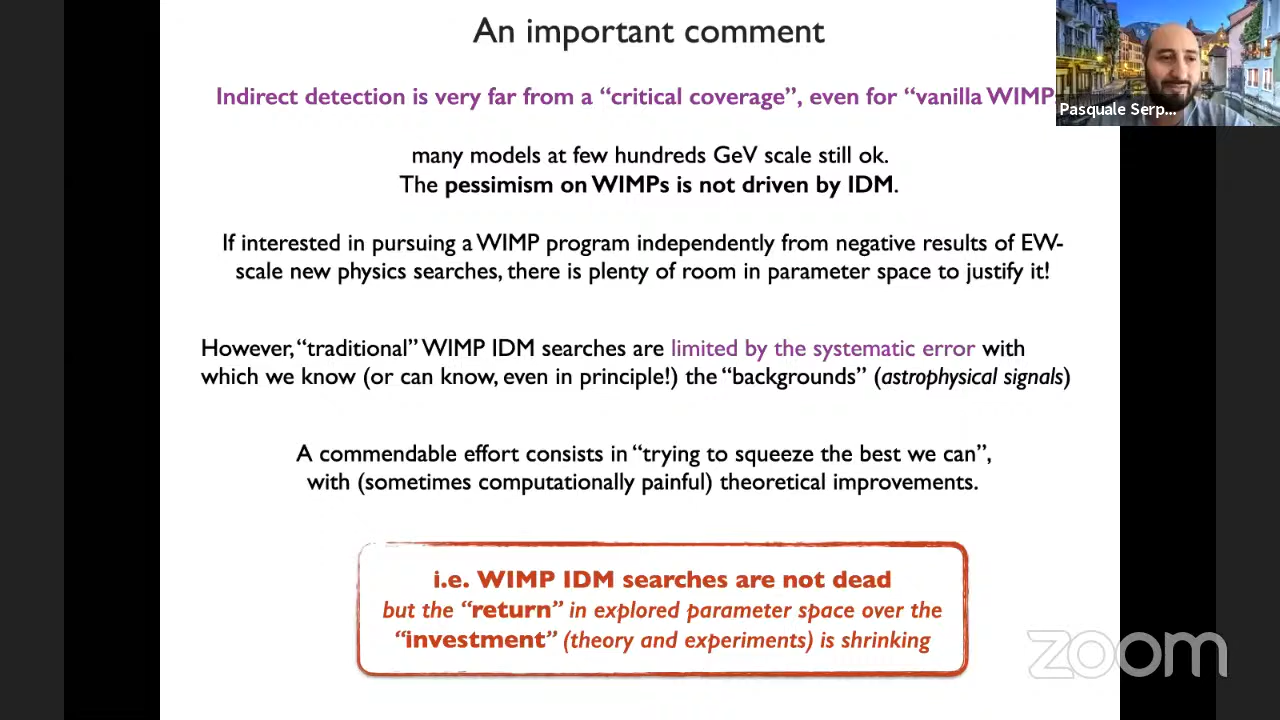 An important comment
Indirect detection is very far from a “critical coverage”, even for “vanilla WIMP
Pasquale Serp...
many models at few hundreds GeV scale still ok.
The pessimism on WIMPs is not driven by IDM.
If interested in pursuing a WIMP program independently from negative results of EW-
scale new physics searches, there is plenty of room in parameter space to justify it!
However, “traditional” WIMP IDM searches are limited by the systematic error with
which we know (or can know, even in principle!) the “backgrounds” (astrophysical signals)
A commendable effort consists in “trying to squeeze the best we can”,
with (sometimes computationally painful) theoretical improvements.
i.e. WIMP IDM searches are not dead
but the “return” in explored parameter space over the
“investment” (theory and experiments) is shrinking
zoom